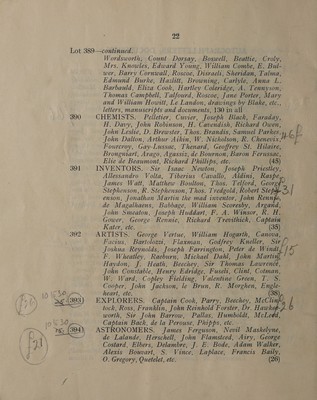 22
Lot 389—continued.
Wordsworth, Count Dorsay, Boswell, Beattie, Croly,
Mrs. Knowles, Edward Young, William Combe, E. Bul-
wer, Barry Cornwall, Roscoe, Disraeli, Sheridan, Talma,
Edmund Burke, Hazlitt, Browning, Carlyle, Anna L.
Barbauld, Eliza Cook, Hartley Coleridge, A. Tennyson,
Thomas Campbell, Talfourd, Roscoe, Jane Porter, Mary
and William Howitt, Le Landon, drawings by Blake, etc.,
letters, manuscripts and documents, 130 in all
390 CHEMISTS. Pelletier, Cuvier, Joseph Black, Faraday,
H. Davy, John Robinson, H. Cavendish, Richard Owen,
John Leslie, D. Brewster, Thos. Brandis, Samuel Parkes,
John Dalton, Arthur Aikin, W. Nicholson, R. Chenevix,
Fourcroy, Gay-Lussac, Thenard, Geoffroy St. Hilaire,
Brongniart, Arago, Agassiz, de Bournon, Baron Ferussac,
Elie de Beaumont, Richard Phillips, etc. (45)
391 INVENTORS. Sir Isaac Newton, Joseph Priestley,
Allessandro Volta, Tiberius Cavallo, Aldini, Raspe,
James Watt, Matthew Boulton, Thos. Telford, George
Stephenson, R. Stephenson, Thos. Tredgold, Robert Steph-
enson, Jonathan Martin the mad inventor, John Rennie,
de Magalhaens, Babbage, William Scoresby, Argand,
John Smeaton, Joseph Huddart, F. A. Winsor, R. H.
Gower, George Rennie, Richard Trevithick, Captain
Kater, etc. (35)
392 ARTISTS. George Vertue, William Hogarth, Canova,
Facius, Bartolozzi, Flaxman, Godfrey Kneller, Sir
Joshua Reynolds, Joseph Farrington, Peter de Windt,
F. Wheatley, Raeburn, Michael Dahl, John Martin,
Haydon, J. Heath, Beechey, Sir Thomas Lawrence,
John Constable, Henry Edridge, Fuseli, Clint, Cotman,
W. Ward, Copley Fielding, Valentine Green, T. S.
Cooper, John Jackson, le Brun, R. Morghen, Engle-
heart, etc. (38)
(393) EXPLORERS. Captain Cook, Parry, Beechey, McClin-
tock, Ross, Franklin, John Reinhold Forster, Dr. Hawkes-
worth, Sir John Barrow, Pallas, Humboldt, McLeod,
Captain Back, de la Perouse, Phipps, etc.
(394) ASTRONOMERS. James Ferguson, Nevil Maskelyne,
de Lalande, Herschell, John Flamsteed, Airy, George
Costard, Elbers, Delambre, J. E. Bode, Adam Walker,
Alexis Bouvart, S. Vince, Laplace, Francis Baily,
O. Gregory, Quetelet, etc. (26)